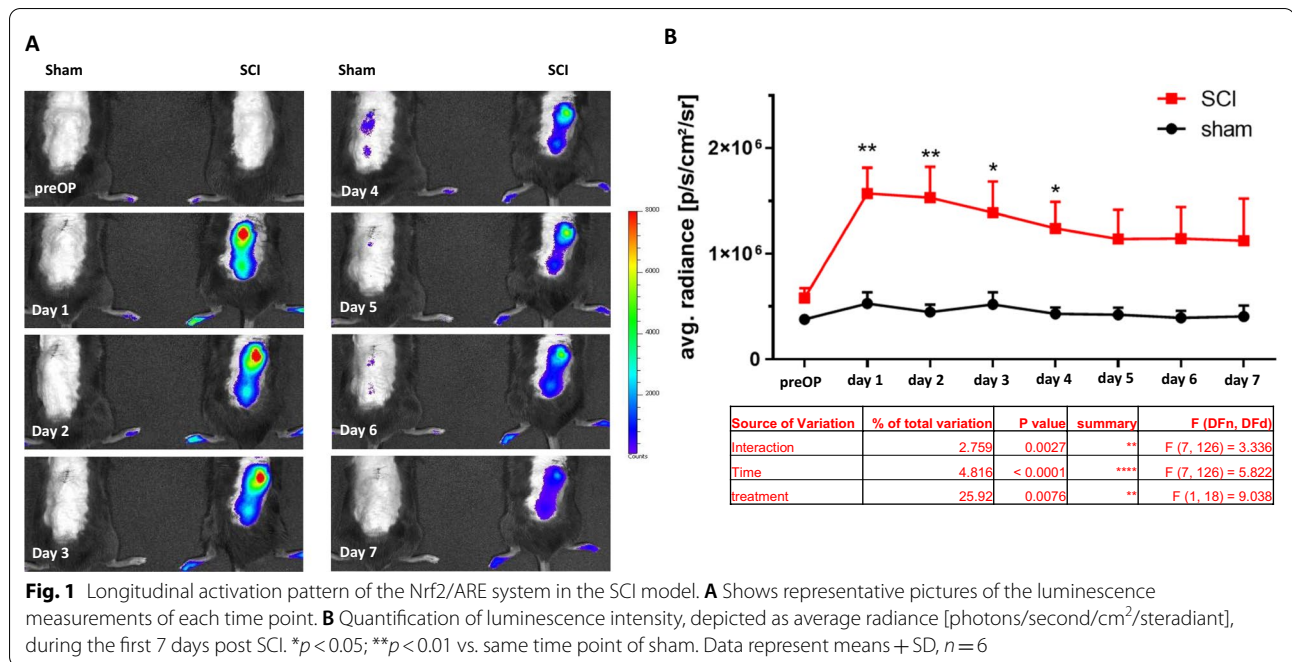 A
Sham SCI
preOP
Day 1
Day 2
Day 3
Sham SCI
Day 4
Day 5
Day 6
Day 7
8000
6000
4000
2000
Counts
B
SCI
sham
avg. radiance [p/s/cm²/sr]
2×10⁶
1×10⁶
0
** ** * *
preOP day 1 day 2 day 3 day 4 day 5 day 6 day 7
Source of Variation % of total variation P value summary F (DFn, DFd)
Interaction 2.759 0.0027 ** F (7, 126) = 3.336
Time 4.816 < 0.0001 **** F (7, 126) = 5.822
treatment 25.92 0.0076 ** F (1, 18) = 9.038
Fig. 1 Longitudinal activation pattern of the Nrf2/ARE system in the SCI model. A Shows representative pictures of the luminescence
measurements of each time point. B Quantification of luminescence intensity, depicted as average radiance [photons/second/cm²/steradiant],
during the first 7 days post SCI. *p < 0.05; **p < 0.01 vs. same time point of sham. Data represent means + SD, n = 6